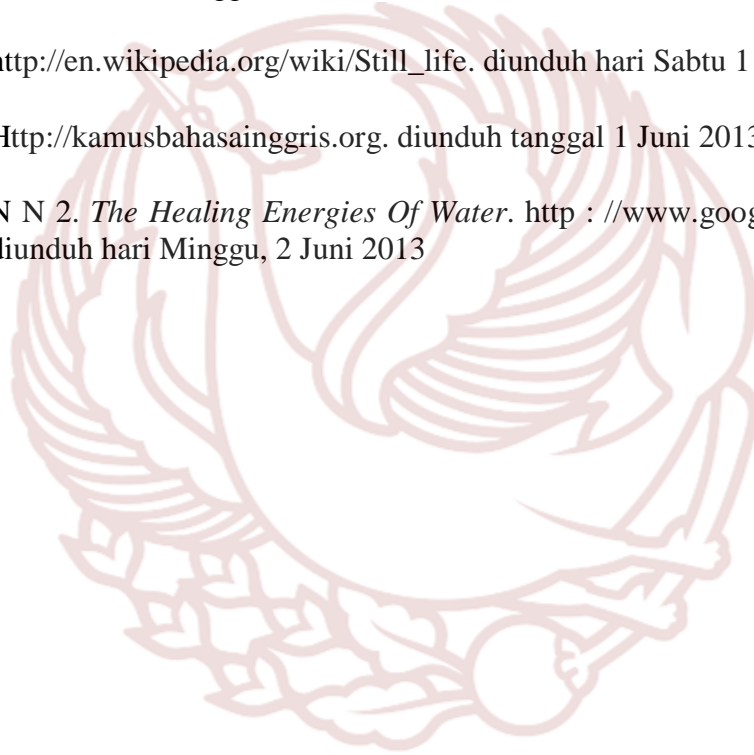 http://en.wikipedia.org/wiki/Still_life. diunduh hari Sabtu 1
Http://kamusbahasainggris.org. diunduh tanggal 1 Juni 2013
N N 2. The Healing Energies Of Water. http : //www.goog
diunduh hari Minggu, 2 Juni 2013